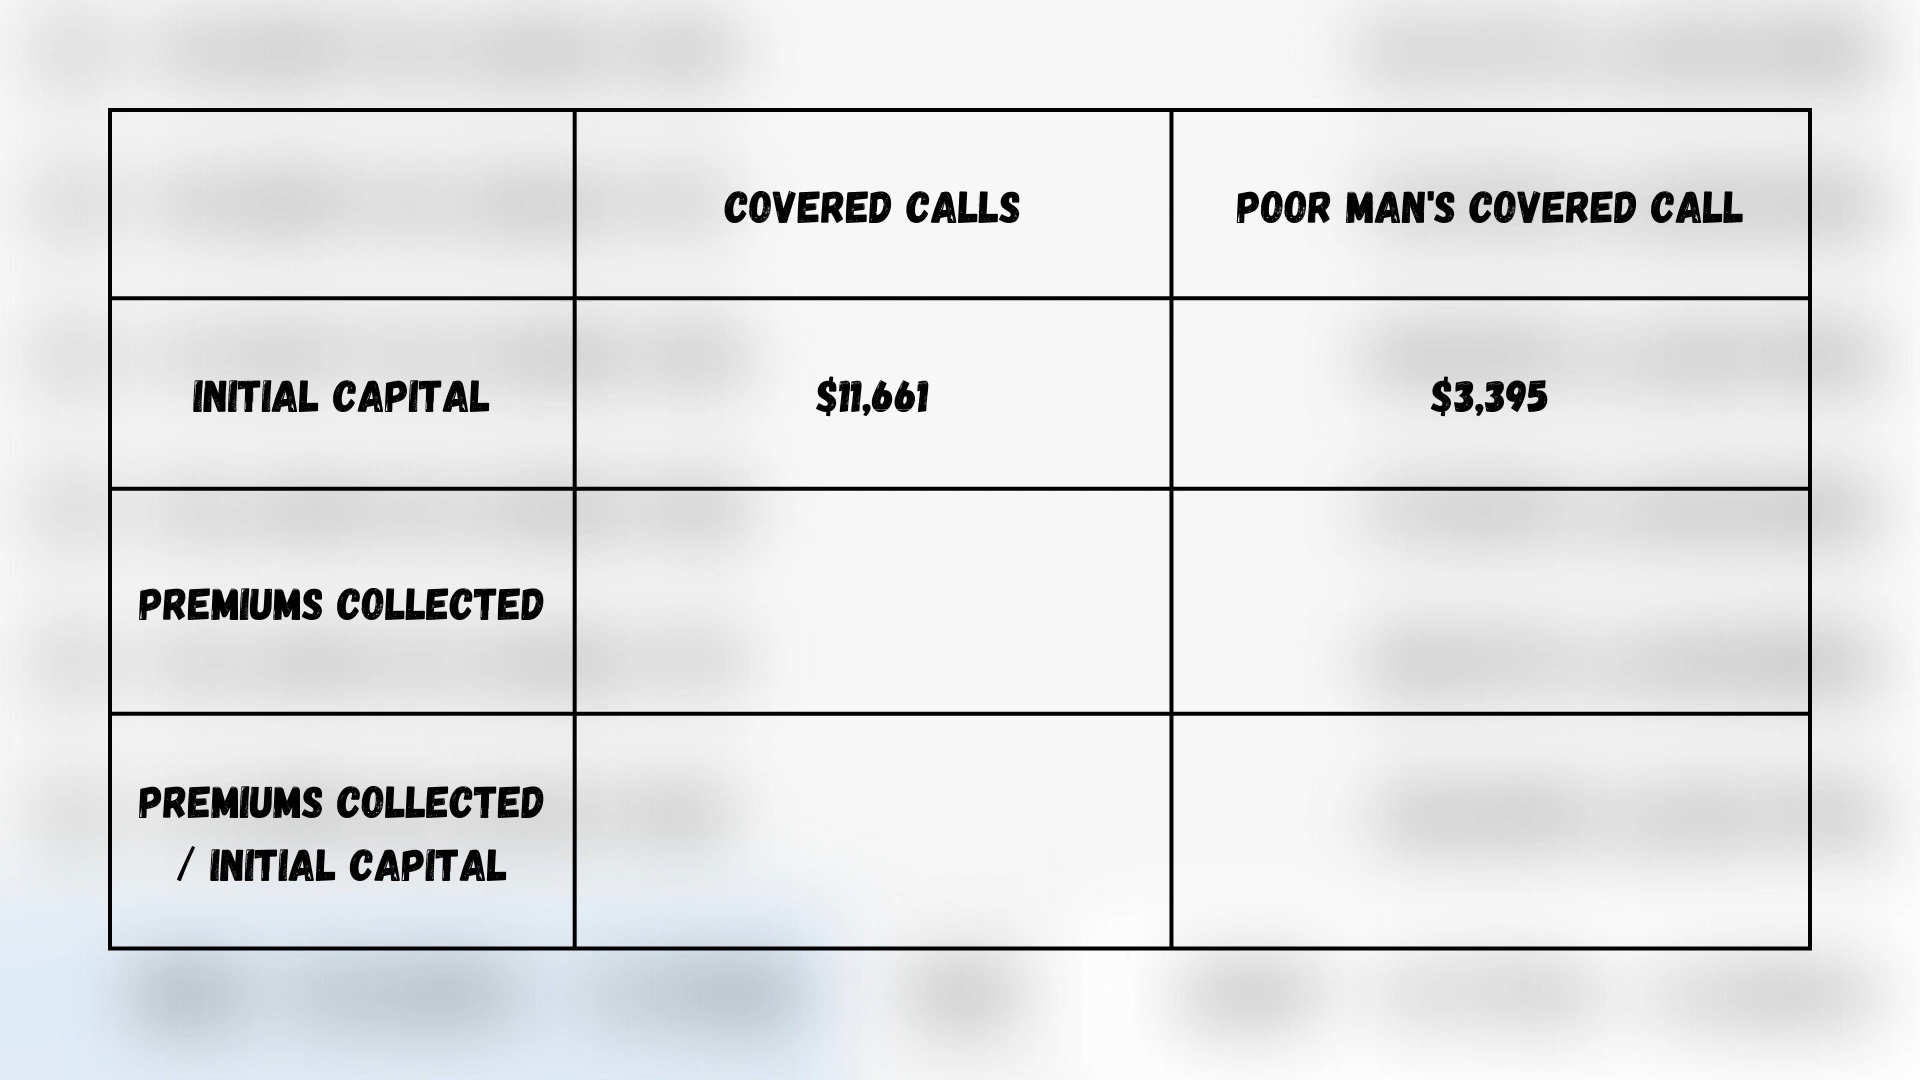 COVERED CALLS
POOR MAN'S COVERED CALL
INITIAL CAPITAL
$11,661
$3,395
PREMIUMS COLLECTED
PREMIUMS COLLECTED
/ INITIAL CAPITAL